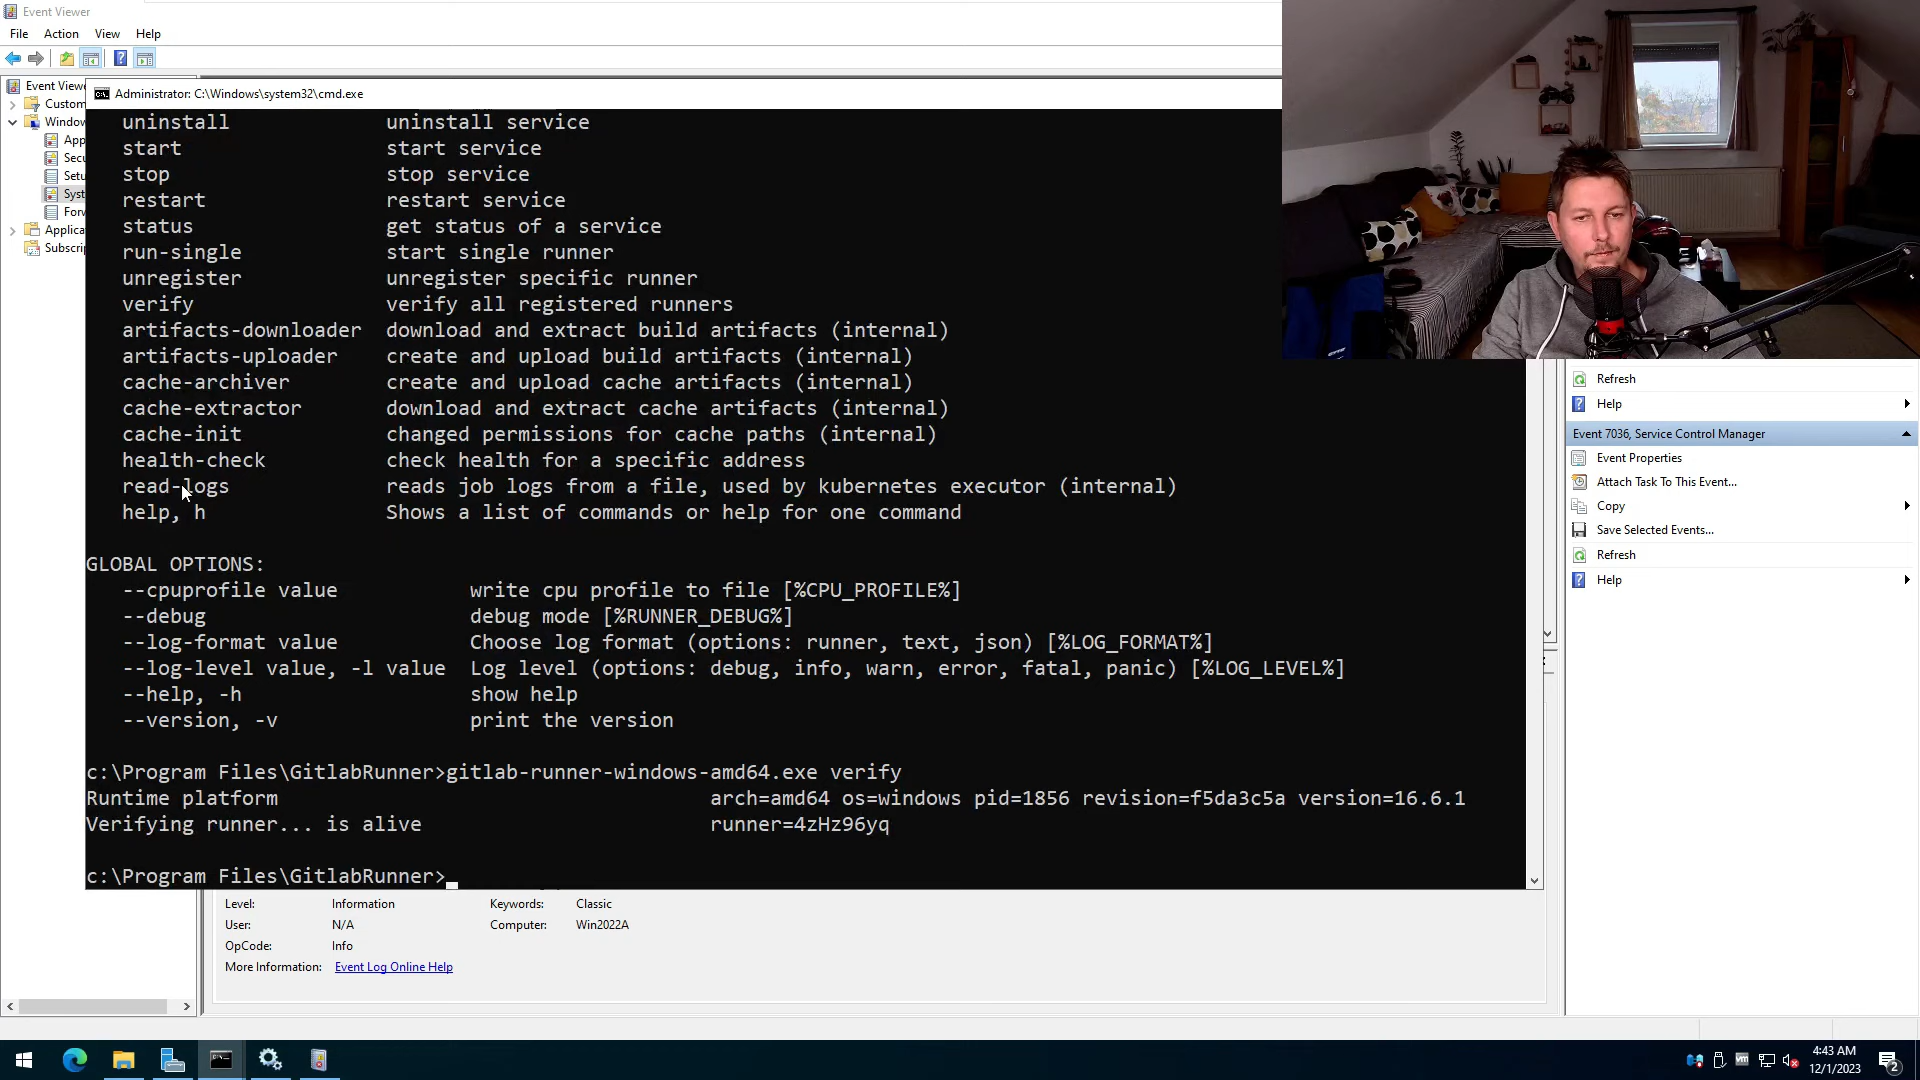 Event Viewer
File Action View Help
Event Viewe
Custom
Window
App
Secu
Setu
Syst
Forv
Applica
Subscrip
Administrator: C:\Windows\system32\cmd.exe
uninstall uninstall service
start start service
stop stop service
restart restart service
status get status of a service
run-single start single runner
unregister unregister specific runner
verify verify all registered runners
artifacts-downloader download and extract build artifacts (internal)
artifacts-uploader create and upload build artifacts (internal)
cache-archiver create and upload cache artifacts (internal)
cache-extractor download and extract cache artifacts (internal)
cache-init changed permissions for cache paths (internal)
health-check check health for a specific address
read-logs reads job logs from a file, used by kubernetes executor (internal)
help, h Shows a list of commands or help for one command
GLOBAL OPTIONS:
--cpuprofile value write cpu profile to file [%CPU_PROFILE%]
--debug debug mode [%RUNNER_DEBUG%]
--log-format value Choose log format (options: runner, text, json) [%LOG_FORMAT%]
--log-level value, -l value Log level (options: debug, info, warn, error, fatal, panic) [%LOG_LEVEL%]
--help, -h show help
--version, -v print the version
c:\Program Files\GitlabRunner>gitlab-runner-windows-amd64.exe verify
Runtime platform arch=amd64 os=windows pid=1856 revision=f5da3c5a version=16.6.1
Verifying runner... is alive runner=4zHz96yq
c:\Program Files\GitlabRunner>
Level: Information Keywords: Classic
User: N/A Computer: Win2022A
OpCode: Info
More Information: Event Log Online Help
Refresh
Help
Event 7036, Service Control Manager
Event Properties
Attach Task To This Event...
Copy
Save Selected Events...
Refresh
Help
4:43 AM
12/1/2023
2